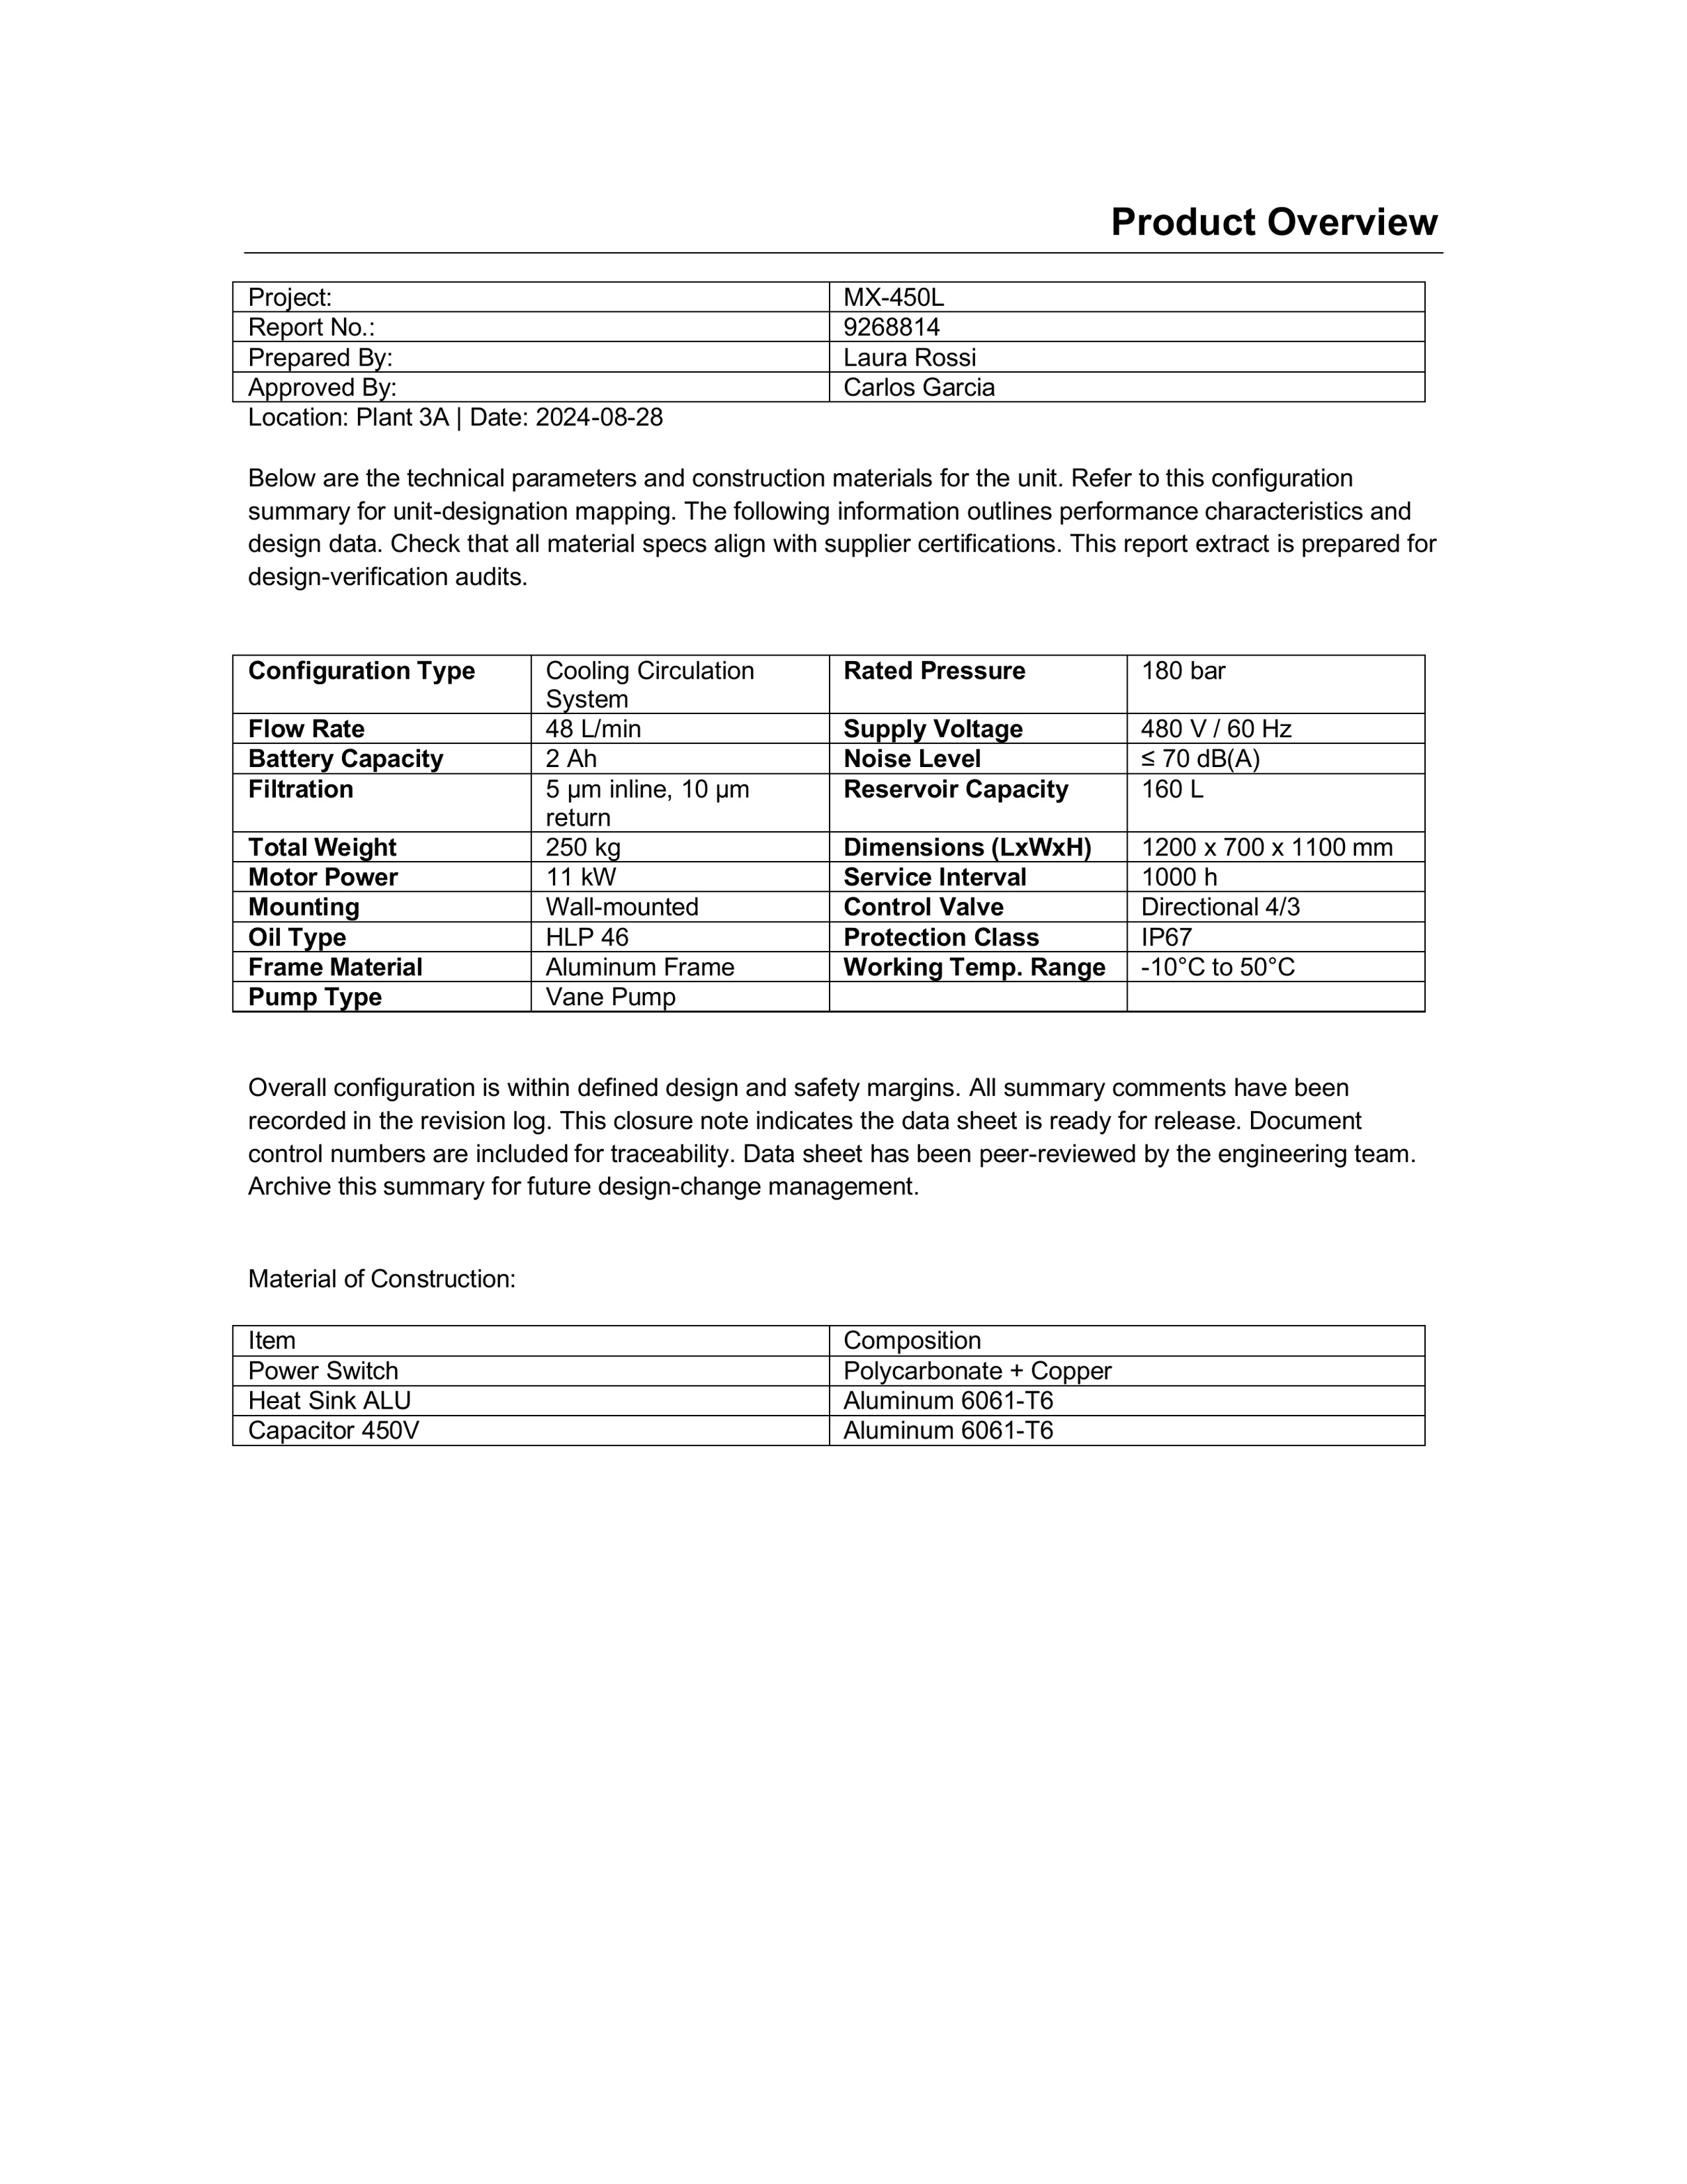 Product Overview
Project: MX-450L
Report No.: 9268814
Prepared By: Laura Rossi
Approved By: Carlos Garcia
Location: Plant 3A | Date: 2024-08-28
Below are the technical parameters and construction materials for the unit. Refer to this configuration
summary for unit-designation mapping. The following information outlines performance characteristics and
design data. Check that all material specs align with supplier certifications. This report extract is prepared for
design-verification audits.
Configuration Type Cooling Circulation System Rated Pressure 180 bar
Flow Rate 48 L/min Supply Voltage 480 V / 60 Hz
Battery Capacity 2 Ah Noise Level ≤ 70 dB(A)
Filtration 5 µm inline, 10 µm return Reservoir Capacity 160 L
Total Weight 250 kg Dimensions (LxWxH) 1200 x 700 x 1100 mm
Motor Power 11 kW Service Interval 1000 h
Mounting Wall-mounted Control Valve Directional 4/3
Oil Type HLP 46 Protection Class IP67
Frame Material Aluminum Frame Working Temp. Range -10°C to 50°C
Pump Type Vane Pump
Overall configuration is within defined design and safety margins. All summary comments have been
recorded in the revision log. This closure note indicates the data sheet is ready for release. Document
control numbers are included for traceability. Data sheet has been peer-reviewed by the engineering team.
Archive this summary for future design-change management.
Material of Construction:
Item Composition
Power Switch Polycarbonate + Copper
Heat Sink ALU Aluminum 6061-T6
Capacitor 450V Aluminum 6061-T6